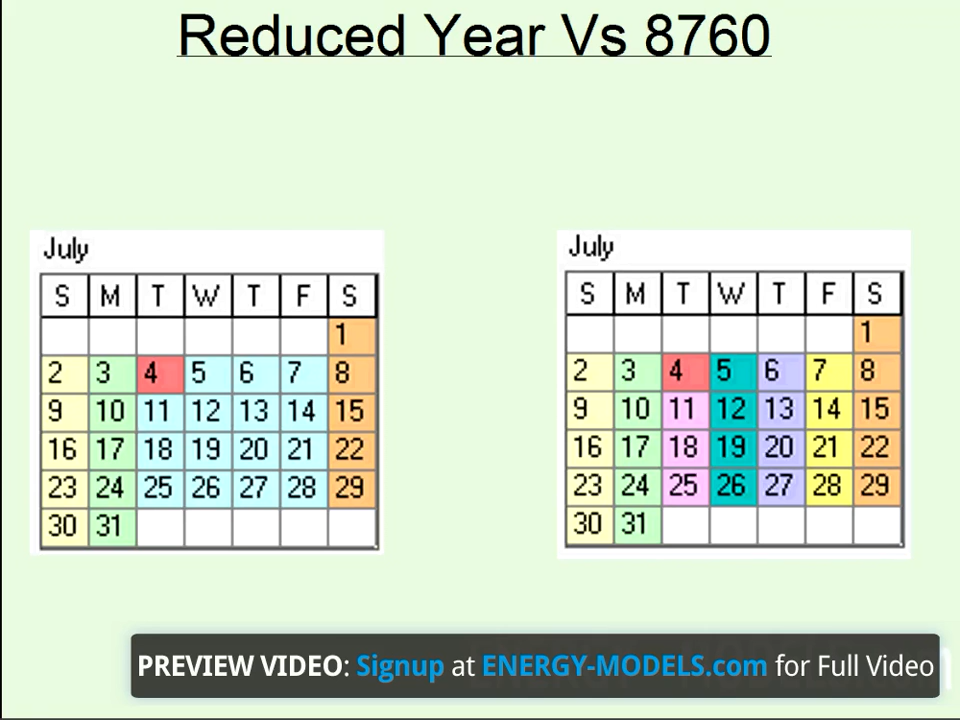 Reduced Year Vs 8760
July
S M T W T F S
1
2 3 4 5 6 7 8
9 10 11 12 13 14 15
16 17 18 19 20 21 22
23 24 25 26 27 28 29
30 31
July
S M T W T F S
1
2 3 4 5 6 7 8
9 10 11 12 13 14 15
16 17 18 19 20 21 22
23 24 25 26 27 28 29
30 31
PREVIEW VIDEO: Signup at ENERGY-MODELS.com for Full Video